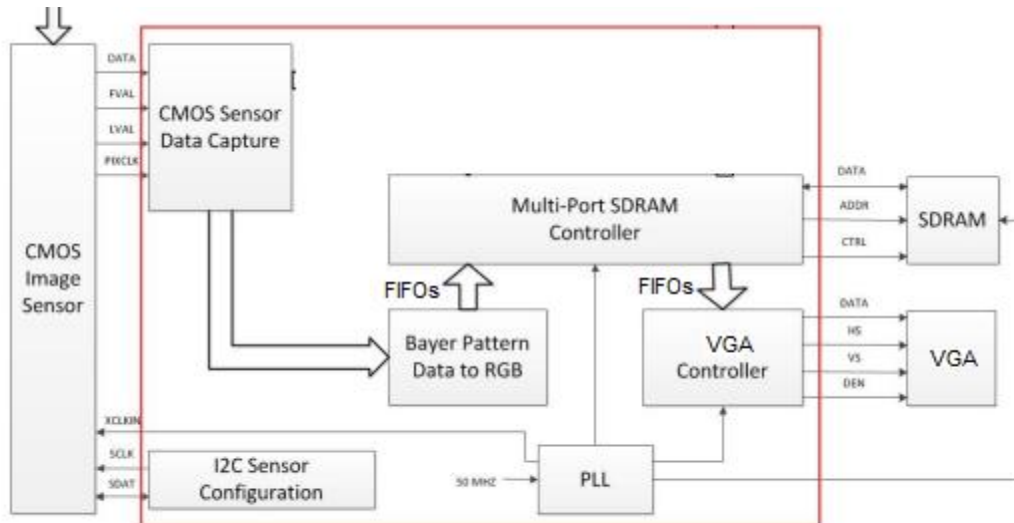 DATA
FVAL
LVAL
PIXCLK
CMOS Sensor
Data Capture
CMOS
Image
Sensor
Multi-Port SDRAM
Controller
DATA
ADDR
CTRL
SDRAM
FIFOs
FIFOs
Bayer Pattern
Data to RGB
VGA
Controller
DATA
HS
VS
DEN
VGA
XCLKIN
SCLK
SDAT
I2C Sensor
Configuration
50 MHZ
PLL